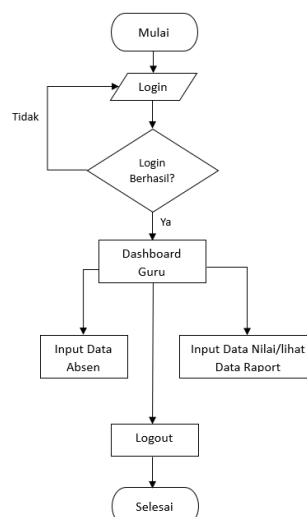 Mulai
Login
Tidak
Login
Berhasil?
Ya
Dashboard
Guru
Input Data
Absen
Input Data Nilai/lihat
Data Raport
Logout
Selesai